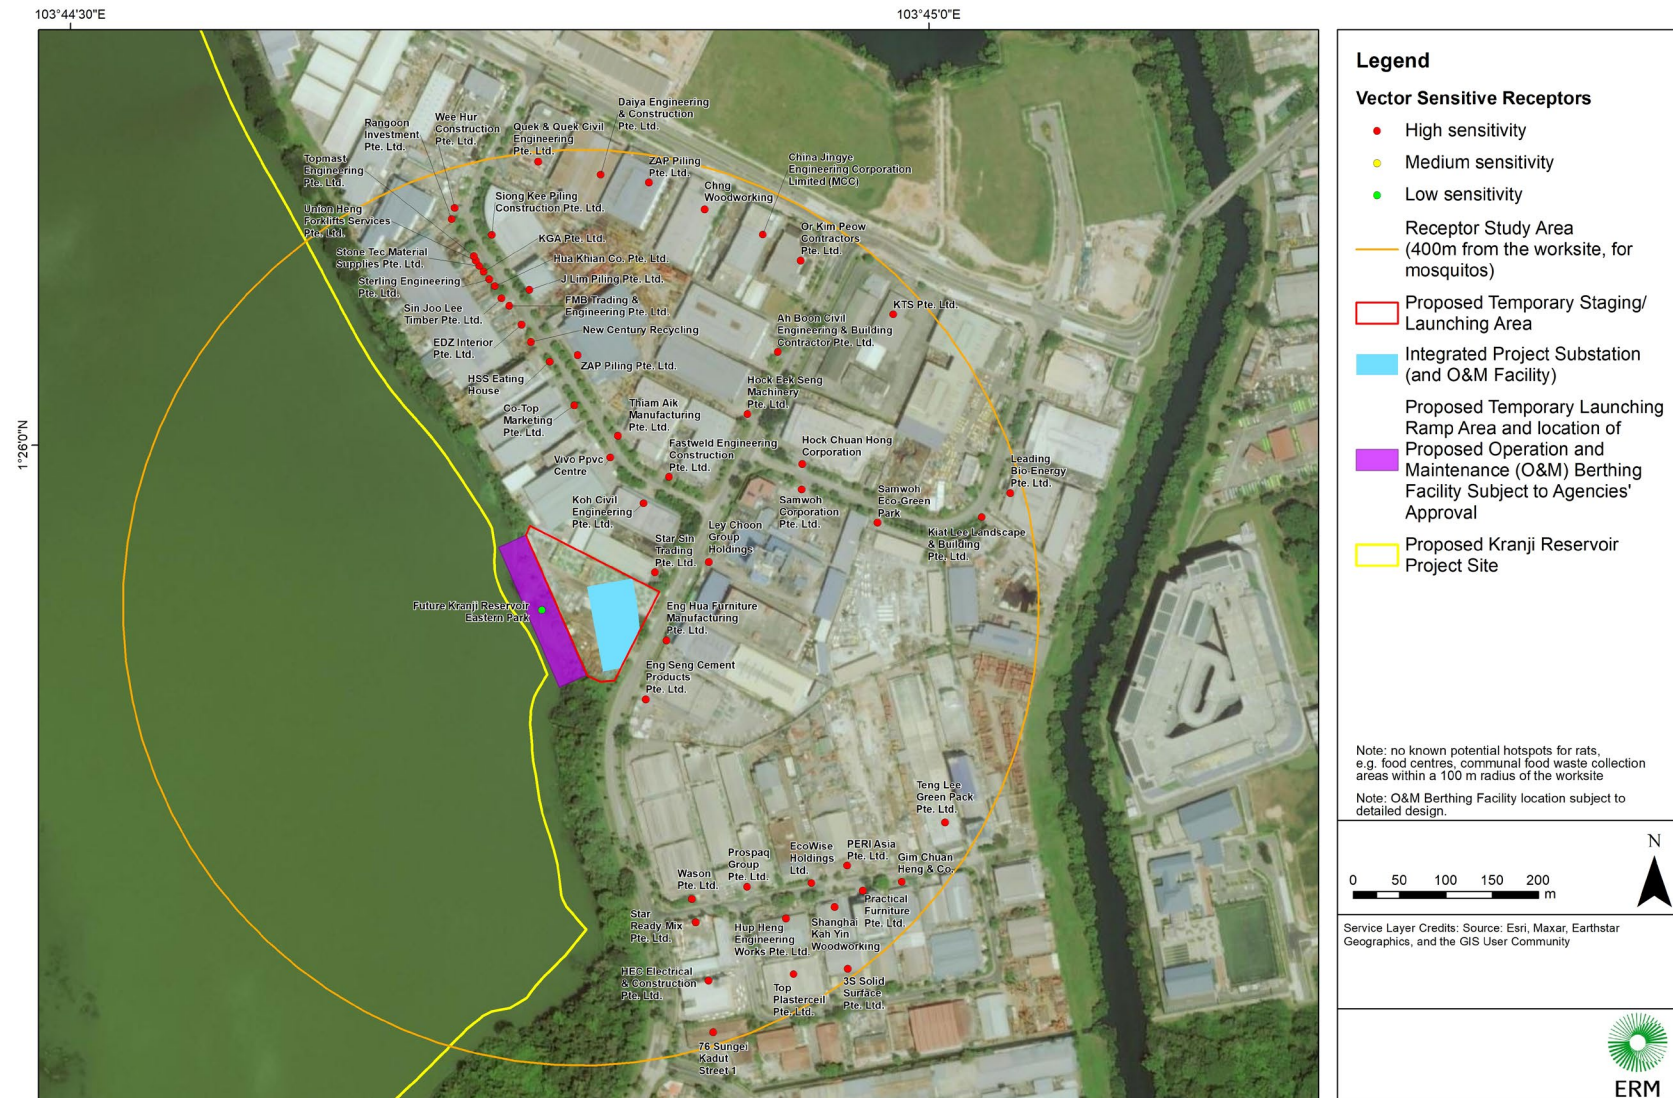 103°44'30"E
103°45'0"E
1°26'0"N
Daiya Engineering
& Construction
Pte. Ltd.
Wee Hur
Construction
Pte. Ltd.
Rangoon
Investment
Pte. Ltd.
Quek & Quek Civil
Engineering
Pte. Ltd.
Topmast
Engineering
Pte. Ltd.
ZAP Piling
Pte. Ltd.
China Jingye
Engineering Corporation
Limited (MCC)
Chng
Woodworking
Siong Kee Piling
Construction Pte. Ltd.
Union Heng
Forklifts Services
Pte. Ltd.
Or Kim Peow
Contractors
Pte. Ltd.
KGA Pte. Ltd.
Stone Tec Material
Supplies Pte. Ltd.
Hua Khian Co. Pte. Ltd.
Sterling Engineering
Pte. Ltd.
J Lim Piling Pte. Ltd.
FMB Trading &
Engineering Pte. Ltd.
Sin Joo Lee
Timber Pte. Ltd.
KTS Pte. Ltd.
Ah Boon Civil
Engineering & Building
Contractor Pte. Ltd.
New Century Recycling
EDZ Interior
Pte. Ltd.
ZAP Piling Pte. Ltd.
HSS Eating
House
Hock Eek Seng
Machinery
Pte. Ltd.
Co-Top
Marketing
Pte. Ltd.
Thiam Aik
Manufacturing
Pte. Ltd.
Fastweld Engineering
Construction
Pte. Ltd.
Hock Chuan Hong
Corporation
Vivo Ppvc
Centre
Leading
Bio-Energy
Pte. Ltd.
Koh Civil
Engineering
Pte. Ltd.
Samwoh
Corporation
Pte. Ltd.
Samwoh
Eco-Green
Park
Kiat Lee Landscape
& Building
Pte. Ltd.
Ley Choon
Group
Holdings
Star Sin
Trading
Pte. Ltd.
Future Kranji Reservoir
Eastern Park
Eng Hua Furniture
Manufacturing
Pte. Ltd.
Eng Seng Cement
Products
Pte. Ltd.
Teng Lee
Green Pack
Pte. Ltd.
PERI Asia
Pte. Ltd.
EcoWise
Holdings
Ltd.
Prospaq
Group
Pte. Ltd.
Gim Chuan
Heng & Co.
Wason
Pte. Ltd.
Practical
Furniture
Pte. Ltd.
Star
Ready Mix
Pte. Ltd.
Hup Heng
Engineering
Works Pte. Ltd.
Shanghai
Kah Yin
Woodworking
HEC Electrical
& Construction
Pte. Ltd.
Top
Plasterceil
Pte. Ltd.
3S Solid
Surface
Pte. Ltd.
76 Sungei
Kadut
Street 1
Legend
Vector Sensitive Receptors
High sensitivity
Medium sensitivity
Low sensitivity
Receptor Study Area
(400m from the worksite, for
mosquitos)
Proposed Temporary Staging/
Launching Area
Integrated Project Substation
(and O&M Facility)
Proposed Temporary Launching
Ramp Area and location of
Proposed Operation and
Maintenance (O&M) Berthing
Facility Subject to Agencies'
Approval
Proposed Kranji Reservoir
Project Site
Note: no known potential hotspots for rats,
e.g. food centres, communal food waste collection
areas within a 100 m radius of the worksite
Note: O&M Berthing Facility location subject to
detailed design.
N
0 50 100 150 200
m
Service Layer Credits: Source: Esri, Maxar, Earthstar
Geographics, and the GIS User Community
ERM